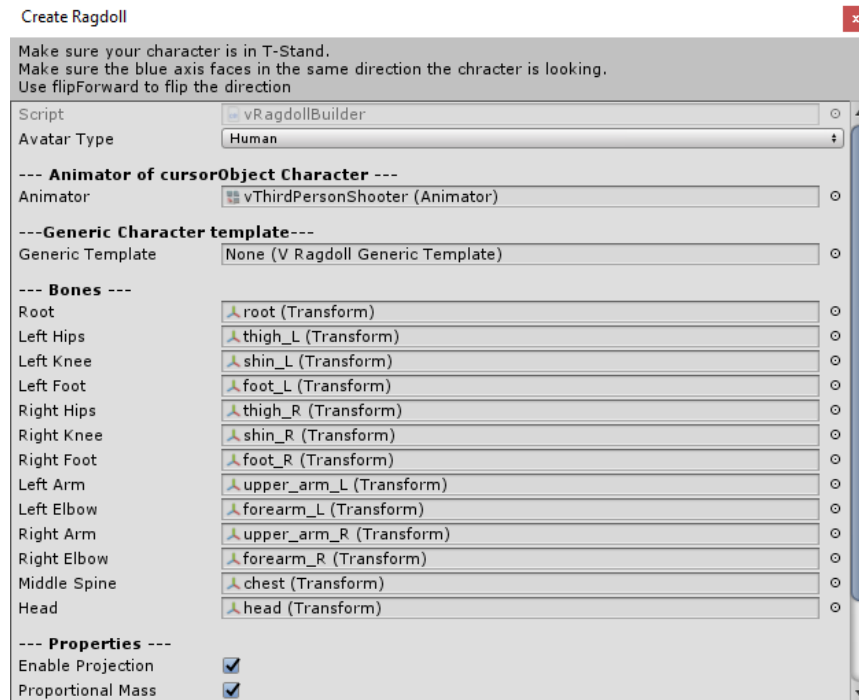 Create Ragdoll
x
Make sure your character is in T-Stand.
Make sure the blue axis faces in the same direction the chracter is looking.
Use flipForward to flip the direction
Script vRagdollBuilder
Avatar Type Human
--- Animator of cursorObject Character ---
Animator vThirdPersonShooter (Animator)
---Generic Character template---
Generic Template None (V Ragdoll Generic Template)
--- Bones ---
Root root (Transform)
Left Hips thigh_L (Transform)
Left Knee shin_L (Transform)
Left Foot foot_L (Transform)
Right Hips thigh_R (Transform)
Right Knee shin_R (Transform)
Right Foot foot_R (Transform)
Left Arm upper_arm_L (Transform)
Left Elbow forearm_L (Transform)
Right Arm upper_arm_R (Transform)
Right Elbow forearm_R (Transform)
Middle Spine chest (Transform)
Head head (Transform)
--- Properties ---
Enable Projection
Proportional Mass